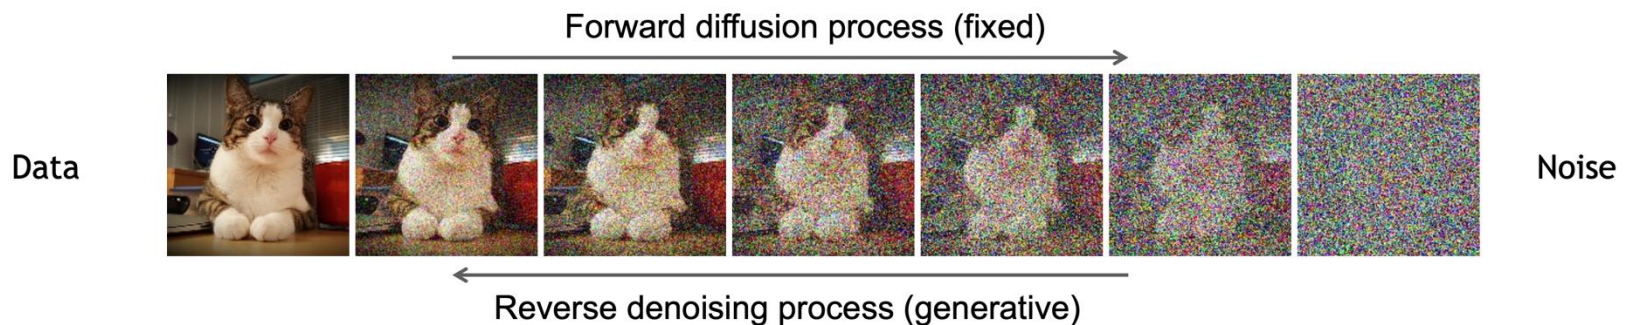 Forward diffusion process (fixed)
Data
Noise
Reverse denoising process (generative)